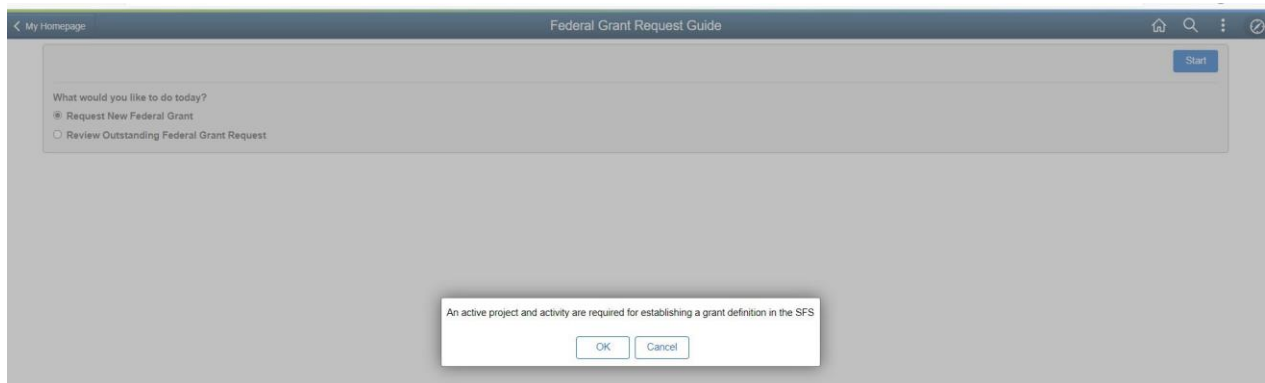 My Homepage
Federal Grant Request Guide
Start
What would you like to do today?
Request New Federal Grant
Review Outstanding Federal Grant Request
An active project and activity are required for establishing a grant definition in the SFS
OK
Cancel